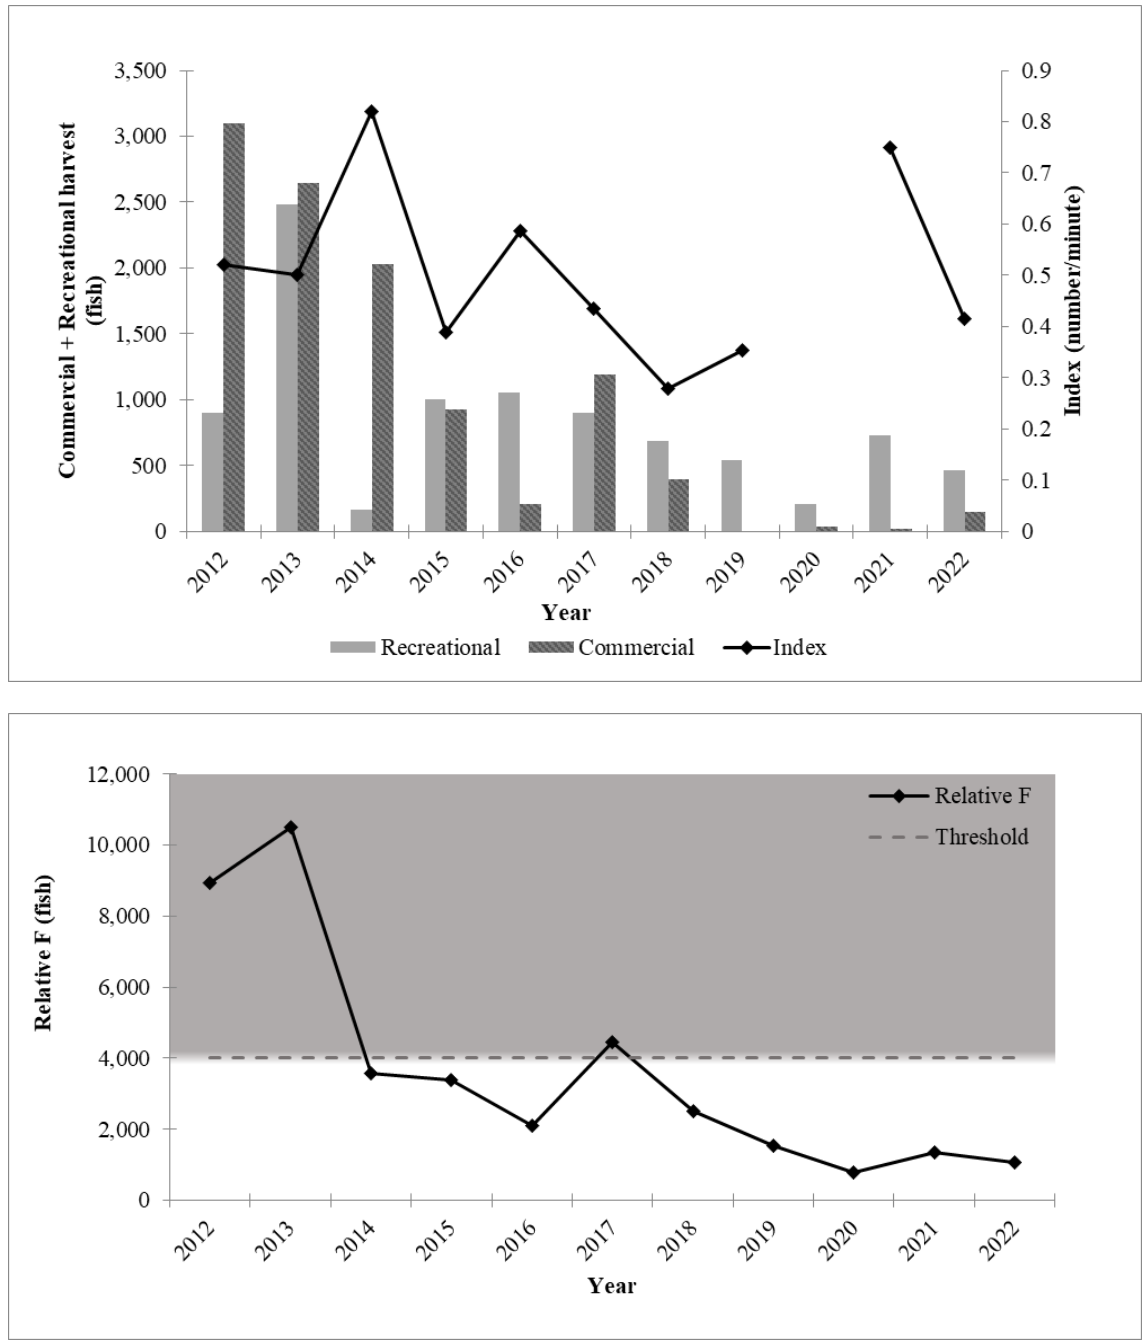 3,500
3,000
2,500
2,000
1,500
1,000
500
0
Commercial + Recreational harvest
(fish)
0.9
0.8
0.7
0.6
0.5
0.4
0.3
0.2
0.1
0
Index (number/minute)
2012 2013 2014 2015 2016 2017 2018 2019 2020 2021 2022
Year
Recreational Commercial Index
12,000
10,000
8,000
6,000
4,000
2,000
0
Relative F (fish)
Relative F
Threshold
2012 2013 2014 2015 2016 2017 2018 2019 2020 2021 2022
Year